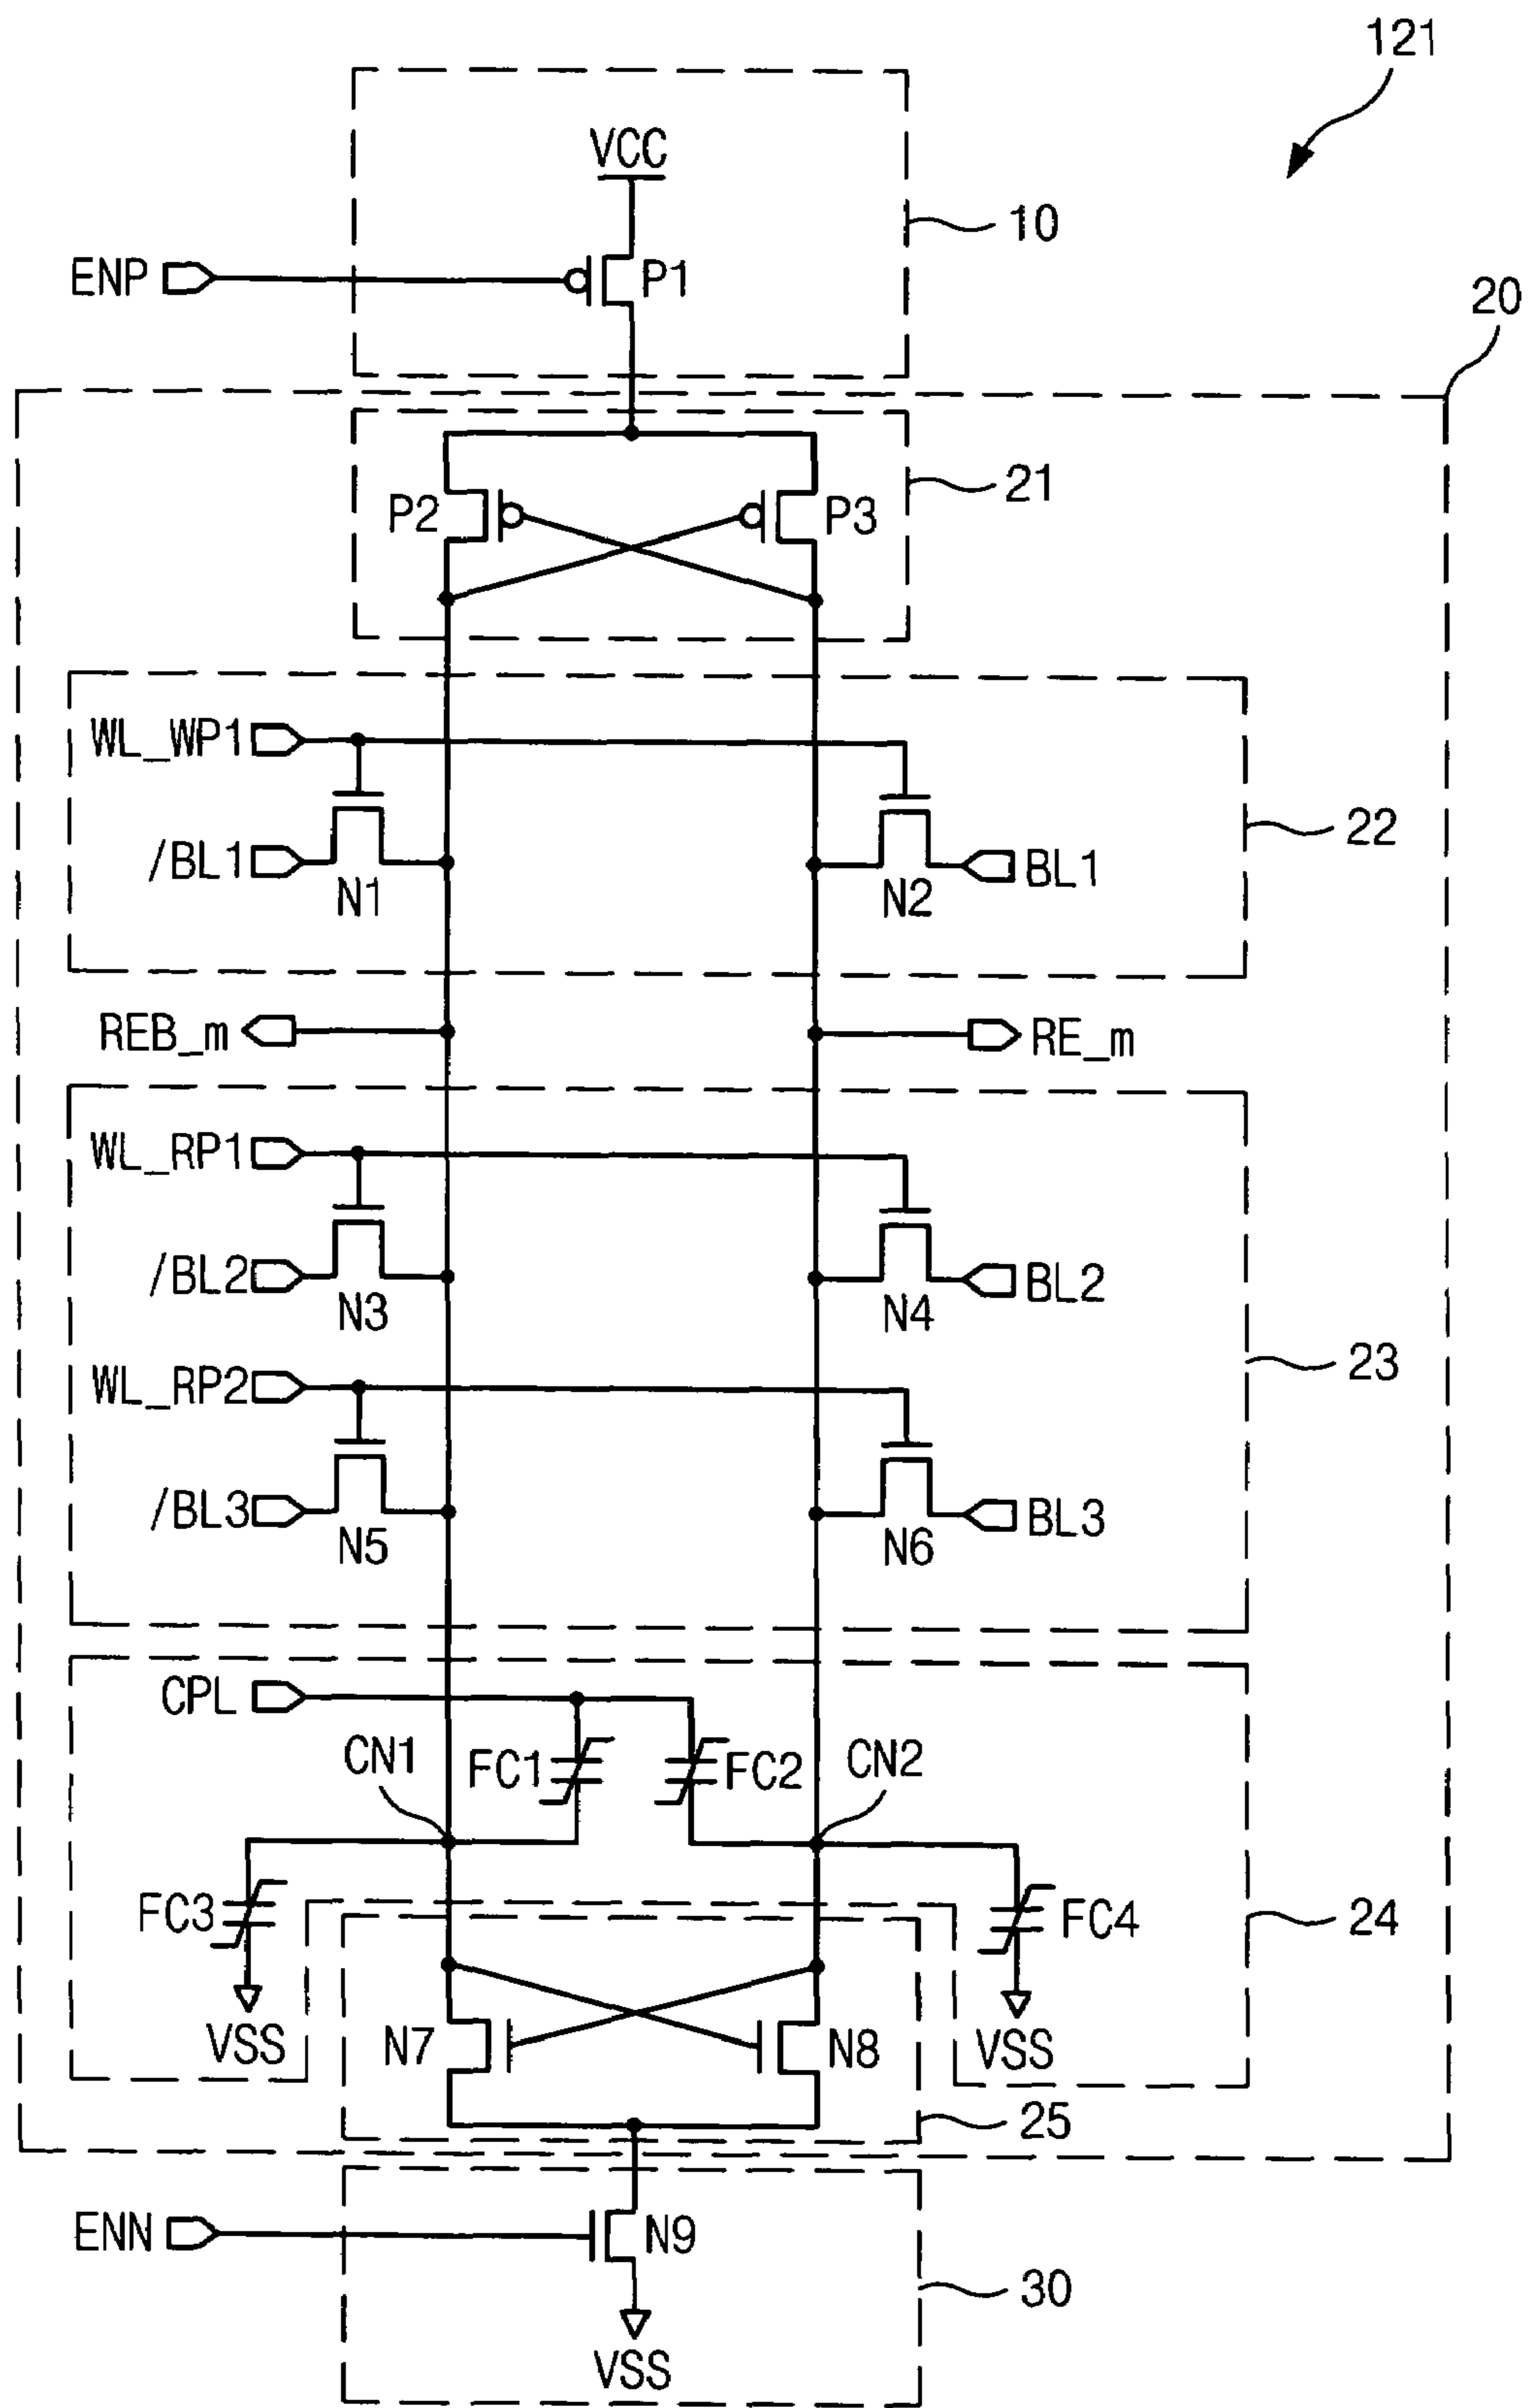 121
VCC
10
ENP
P1
20
21
P2
P3
WL_WP1
22
/BL1
BL1
N1
N2
REB_m
RE_m
WL_RP1
/BL2
BL2
N3
N4
23
WL_RP2
/BL3
BL3
N5
N6
CPL
CN1
FC1
FC2
CN2
FC3
FC4
24
VSS
N7
N8
VSS
25
ENN
N9
30
VSS